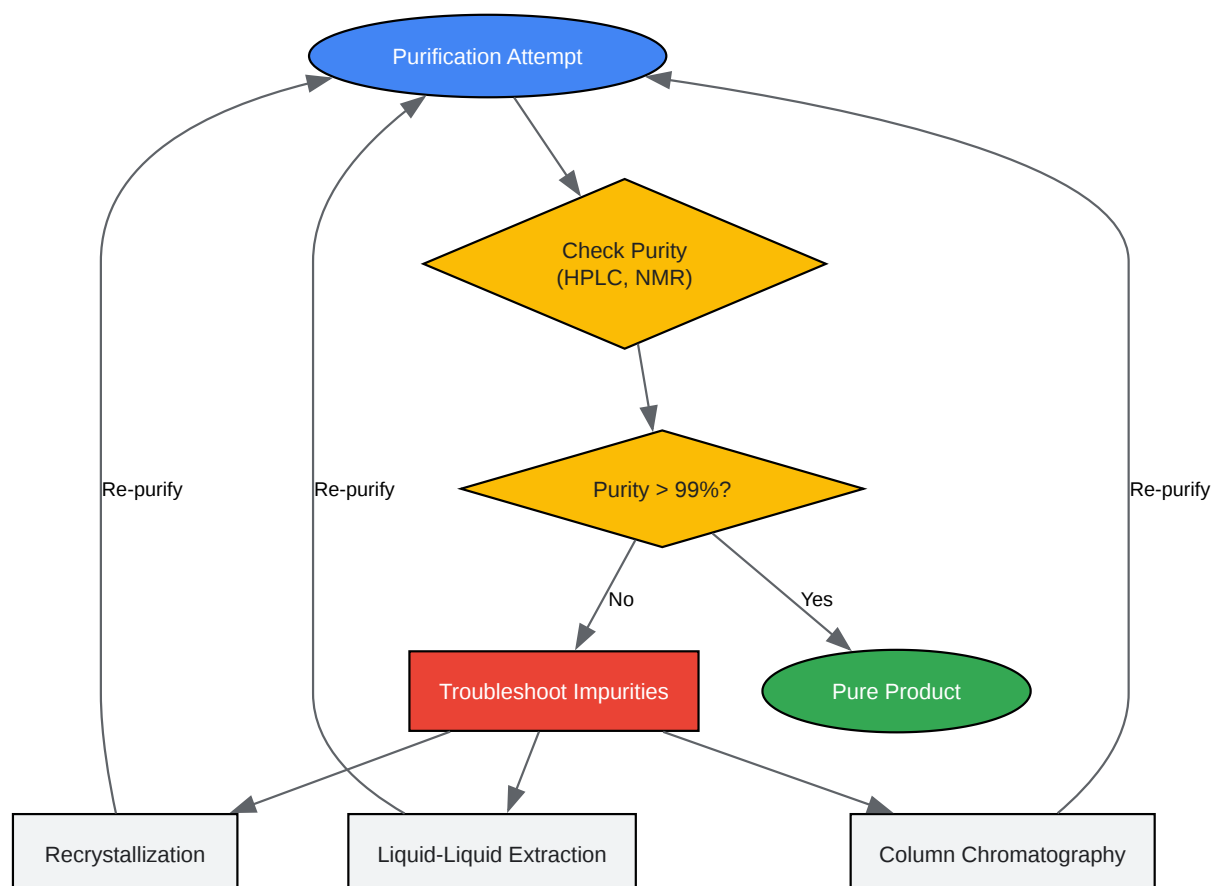 Purification Attempt
Check Purity
(HPLC, NMR)
Purity > 99%?
Re-purify
Re-purify
Re-purify
No
Yes
Troubleshoot Impurities
Pure Product
Recrystallization
Liquid-Liquid Extraction
Column Chromatography